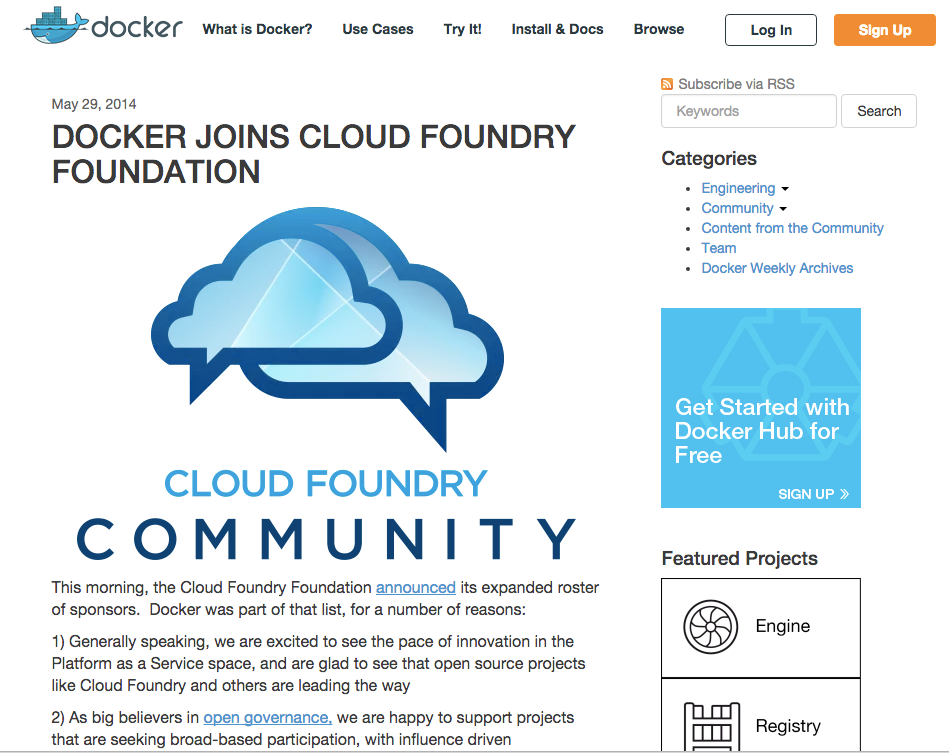 docker
What is Docker?
Use Cases
Try It!
Install & Docs
Browse
Log In
Sign Up
May 29, 2014
DOCKER JOINS CLOUD FOUNDRY
FOUNDATION
CLOUD FOUNDRY
COMMUNITY
This morning, the Cloud Foundry Foundation announced its expanded roster
of sponsors.  Docker was part of that list, for a number of reasons:
1) Generally speaking, we are excited to see the pace of innovation in the
Platform as a Service space, and are glad to see that open source projects
like Cloud Foundry and others are leading the way
2) As big believers in open governance, we are happy to support projects
that are seeking broad-based participation, with influence driven
Subscribe via RSS
Keywords
Search
Categories
• Engineering
• Community
• Content from the Community
• Team
• Docker Weekly Archives
Get Started with
Docker Hub for
Free
SIGN UP »
Featured Projects
Engine
Registry